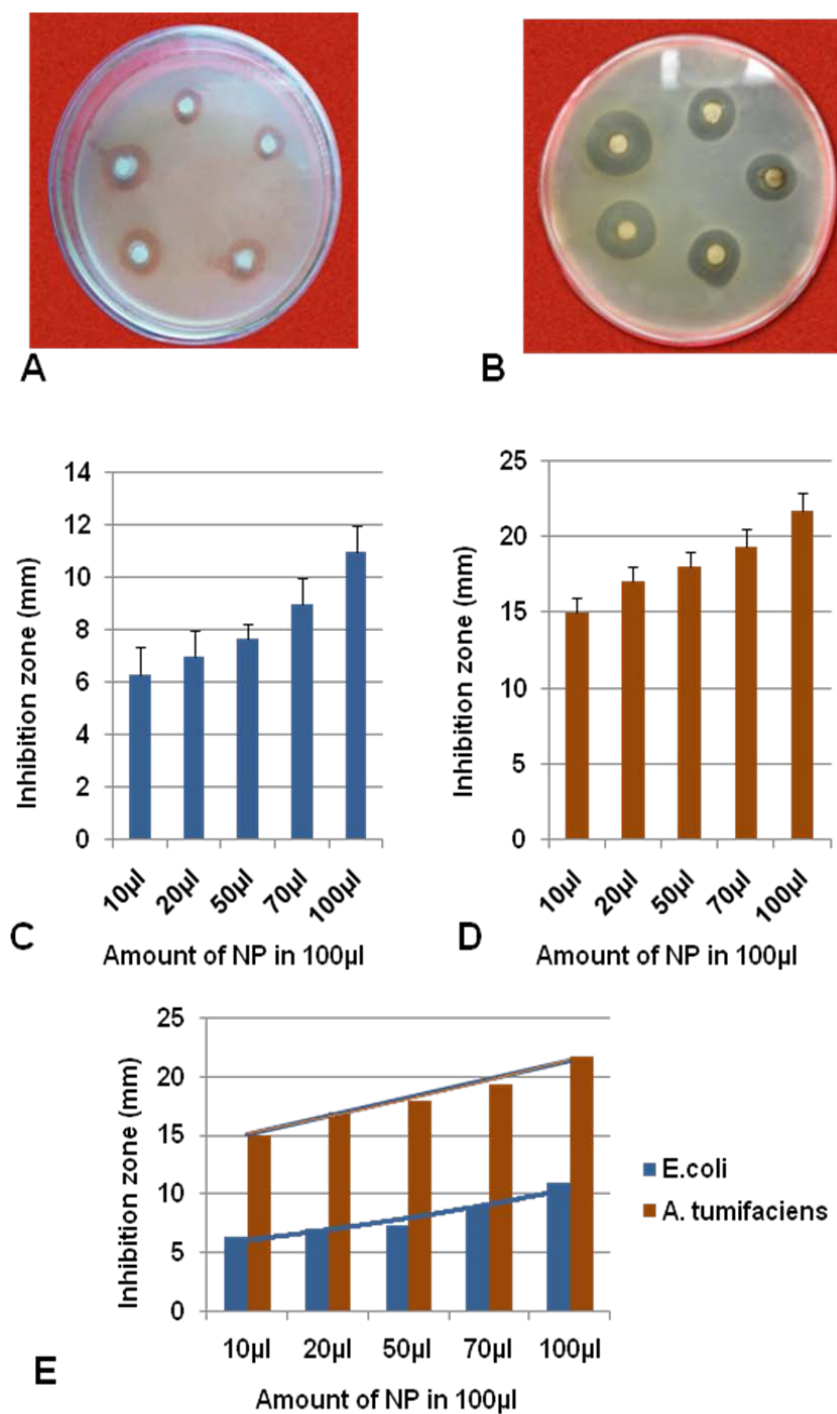 A
B
Inhibition zone (mm)
14
12
10
8
6
4
2
0
10µl
20µl
50µl
70µl
100µl
C
Amount of NP in 100µl
Inhibition zone (mm)
25
20
15
10
5
0
10µl
20µl
50µl
70µl
100µl
D
Amount of NP in 100µl
Inhibition zone (mm)
25
20
15
10
5
0
10µl
20µl
50µl
70µl
100µl
E.coli
A. tumifaciens
E
Amount of NP in 100µl